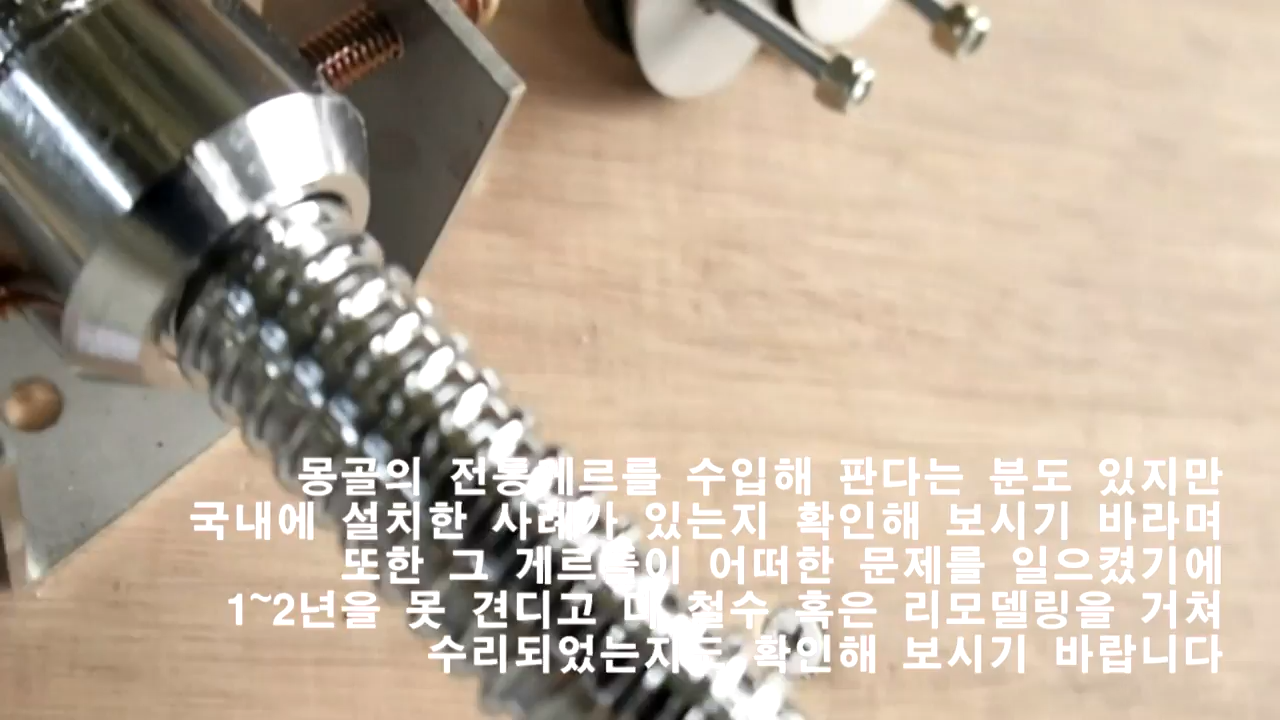 몽골의 전통게르를 수입해 판다는 분도 있지만
국내에 설치한 사례가 있는지 확인해 보시기 바라며
또한 그 게르들이 어떠한 문제를 일으켰기에
1~2년을 못 견디고 철수 혹은 리모델링을 거쳐
수리되었는지도 확인해 보시기 바랍니다